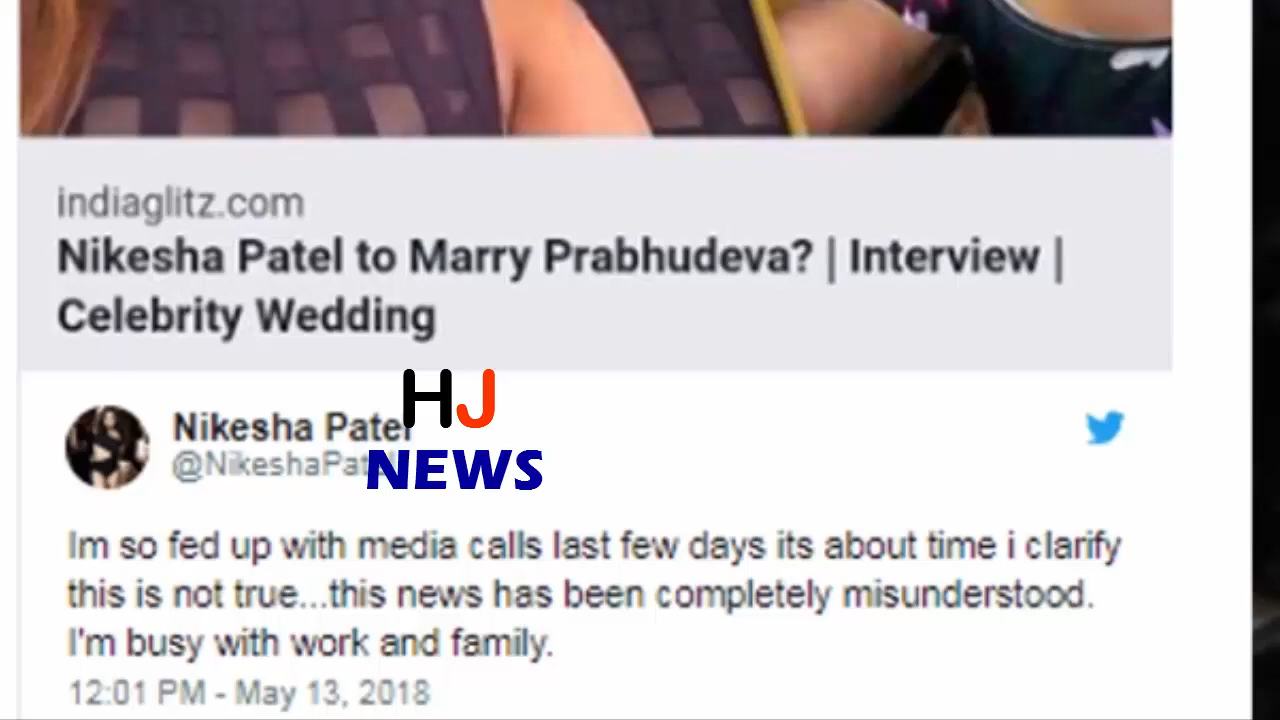 indiaglitz.com
Nikesha Patel to Marry Prabhudeva? | Interview |
Celebrity Wedding
HJ
NEWS
Nikesha Patel
@NikeshaPatel
Im so fed up with media calls last few days its about time i clarify
this is not true...this news has been completely misunderstood.
I'm busy with work and family.
12:01 PM - May 13, 2018